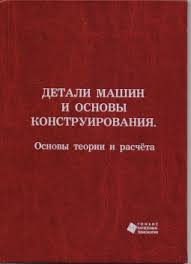 ДЕТАЛИ МАШИН
И ОСНОВЫ
КОНСТРУИРОВАНИЯ.
Основы теории и расчёта